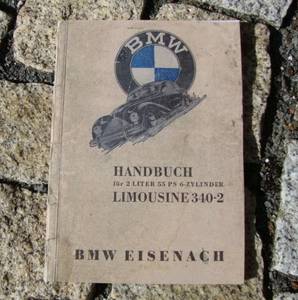 BMW
HANDBUCH
für 2 LITER 55 PS 6-ZYLINDER
LIMOUSINE 340-2
BMW EISENACH